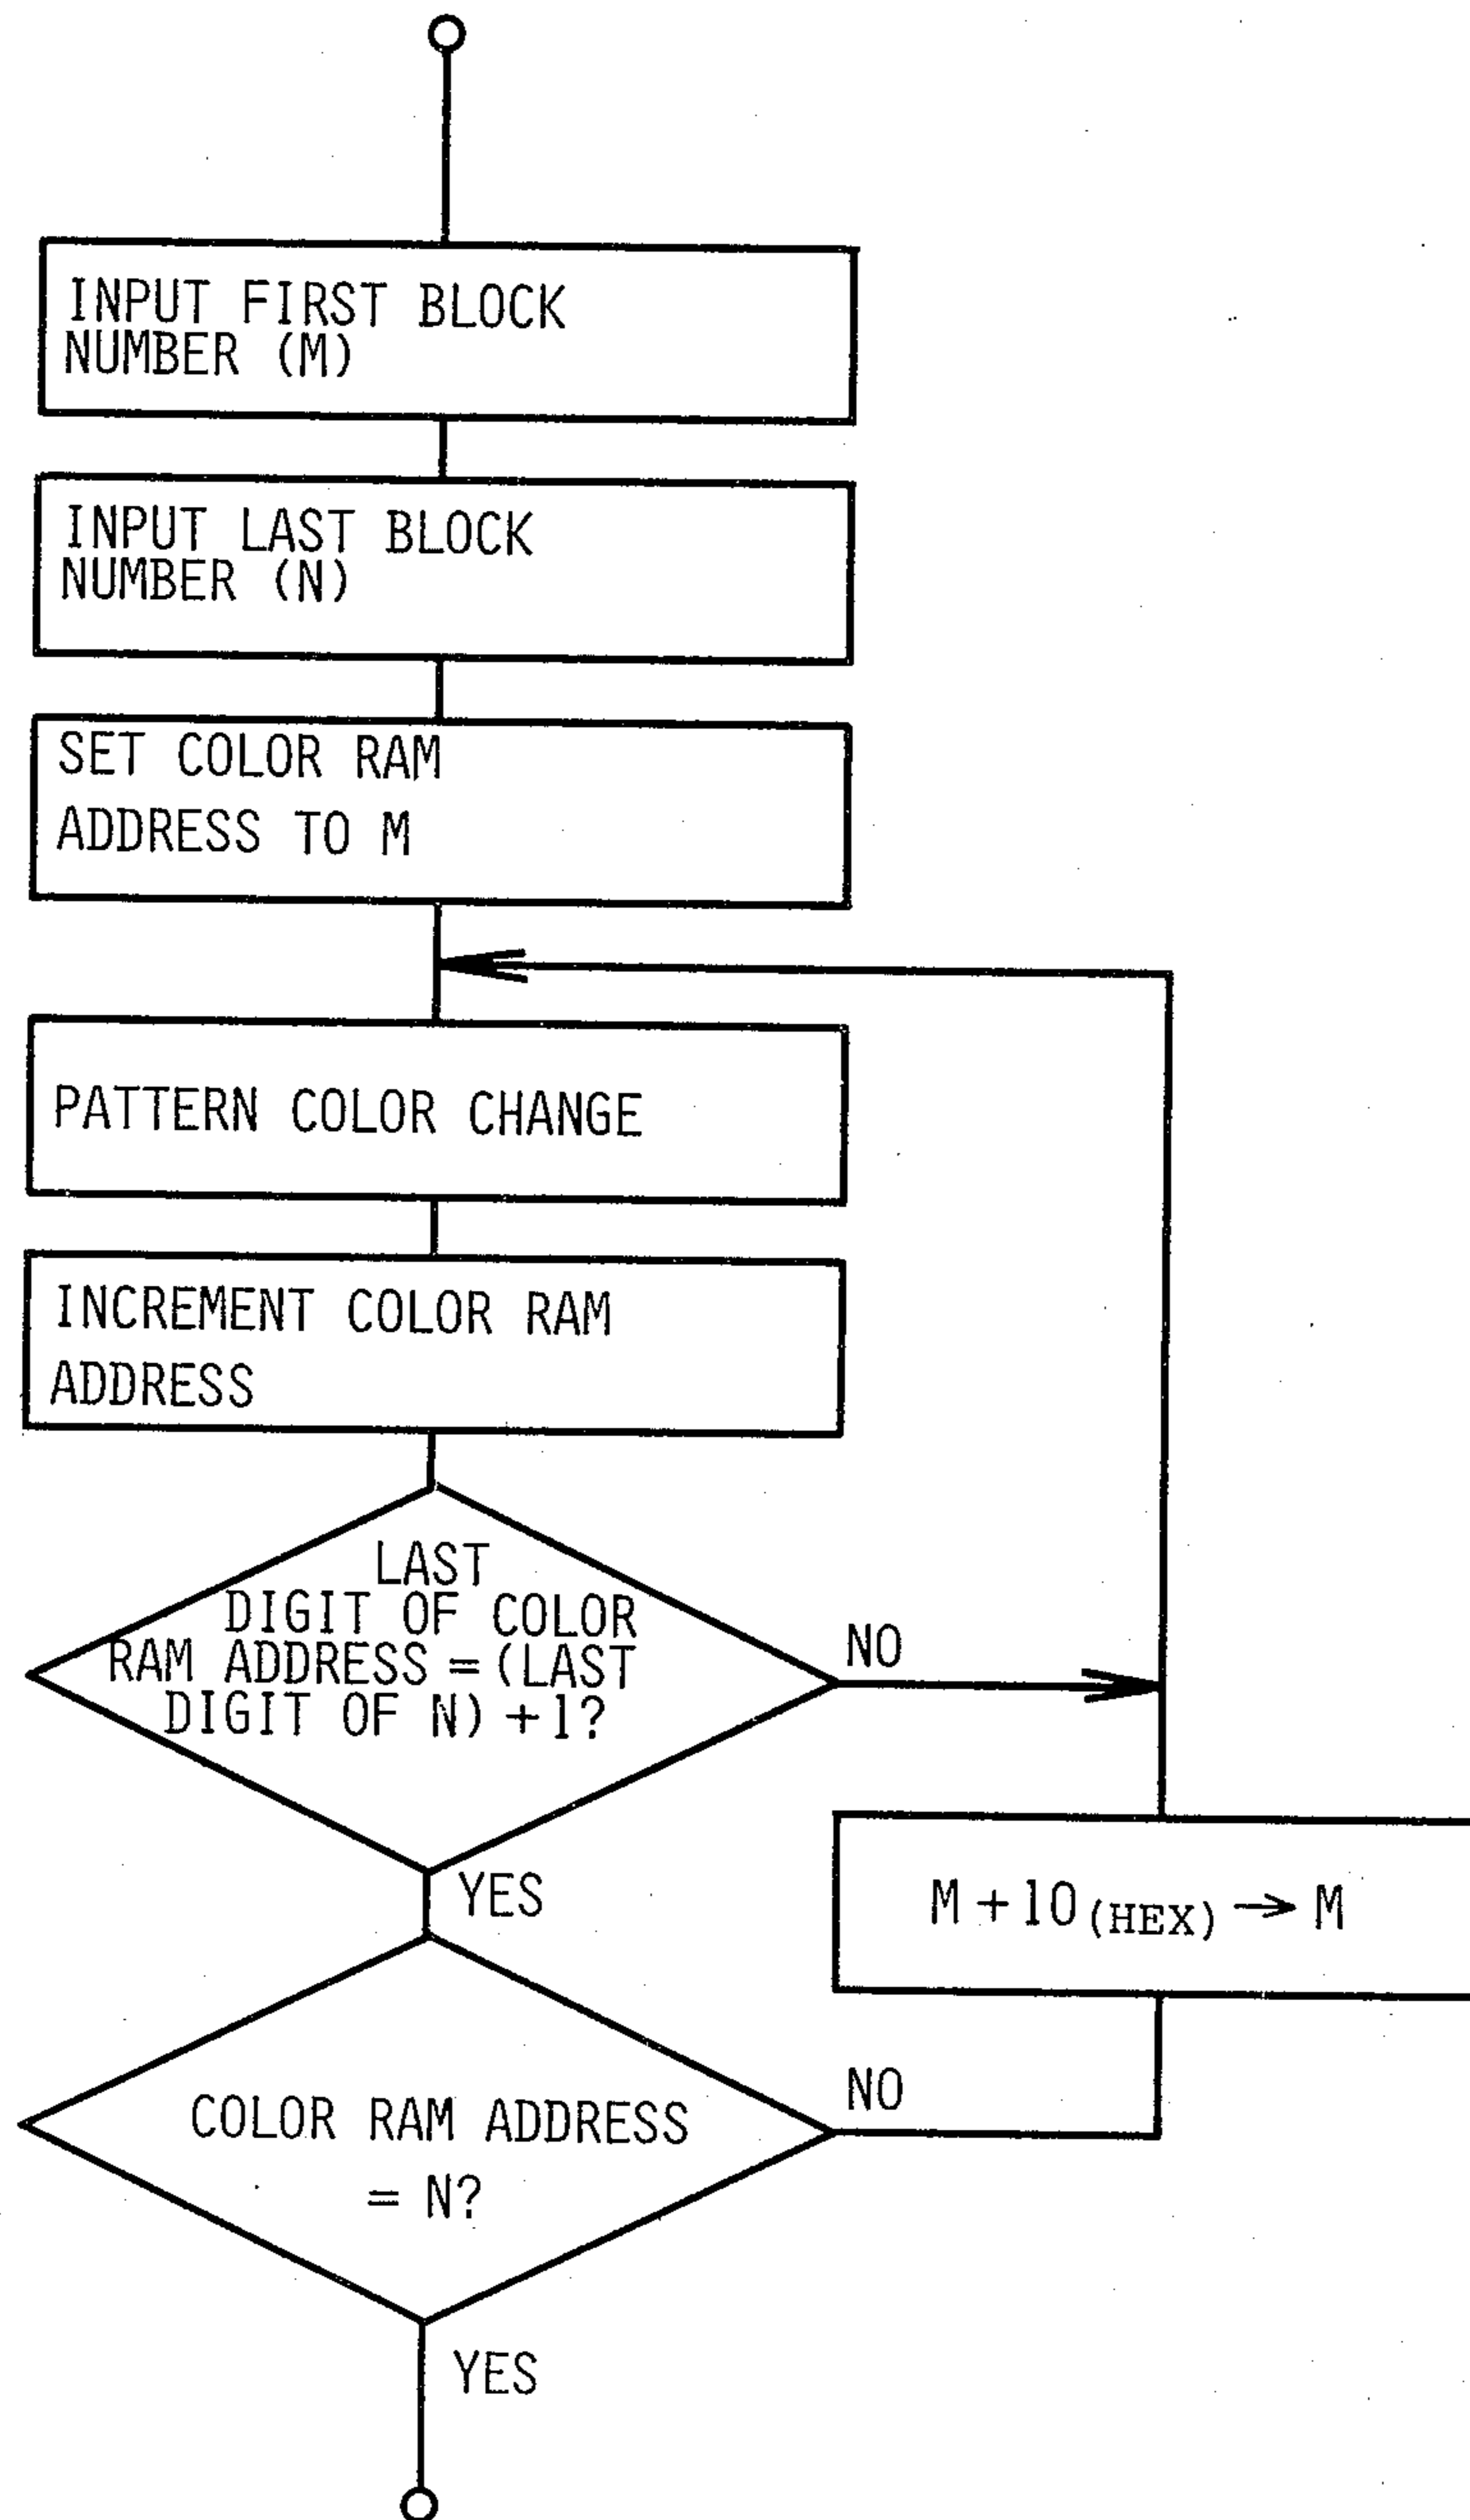 INPUT FIRST BLOCK
NUMBER (M)
INPUT LAST BLOCK
NUMBER (N)
SET COLOR RAM
ADDRESS TO M
PATTERN COLOR CHANGE
INCREMENT COLOR RAM
ADDRESS
LAST
DIGIT OF COLOR
RAM ADDRESS = (LAST
DIGIT OF N) +1?
NO
YES
M + 10 (HEX) → M
COLOR RAM ADDRESS
= N?
NO
YES